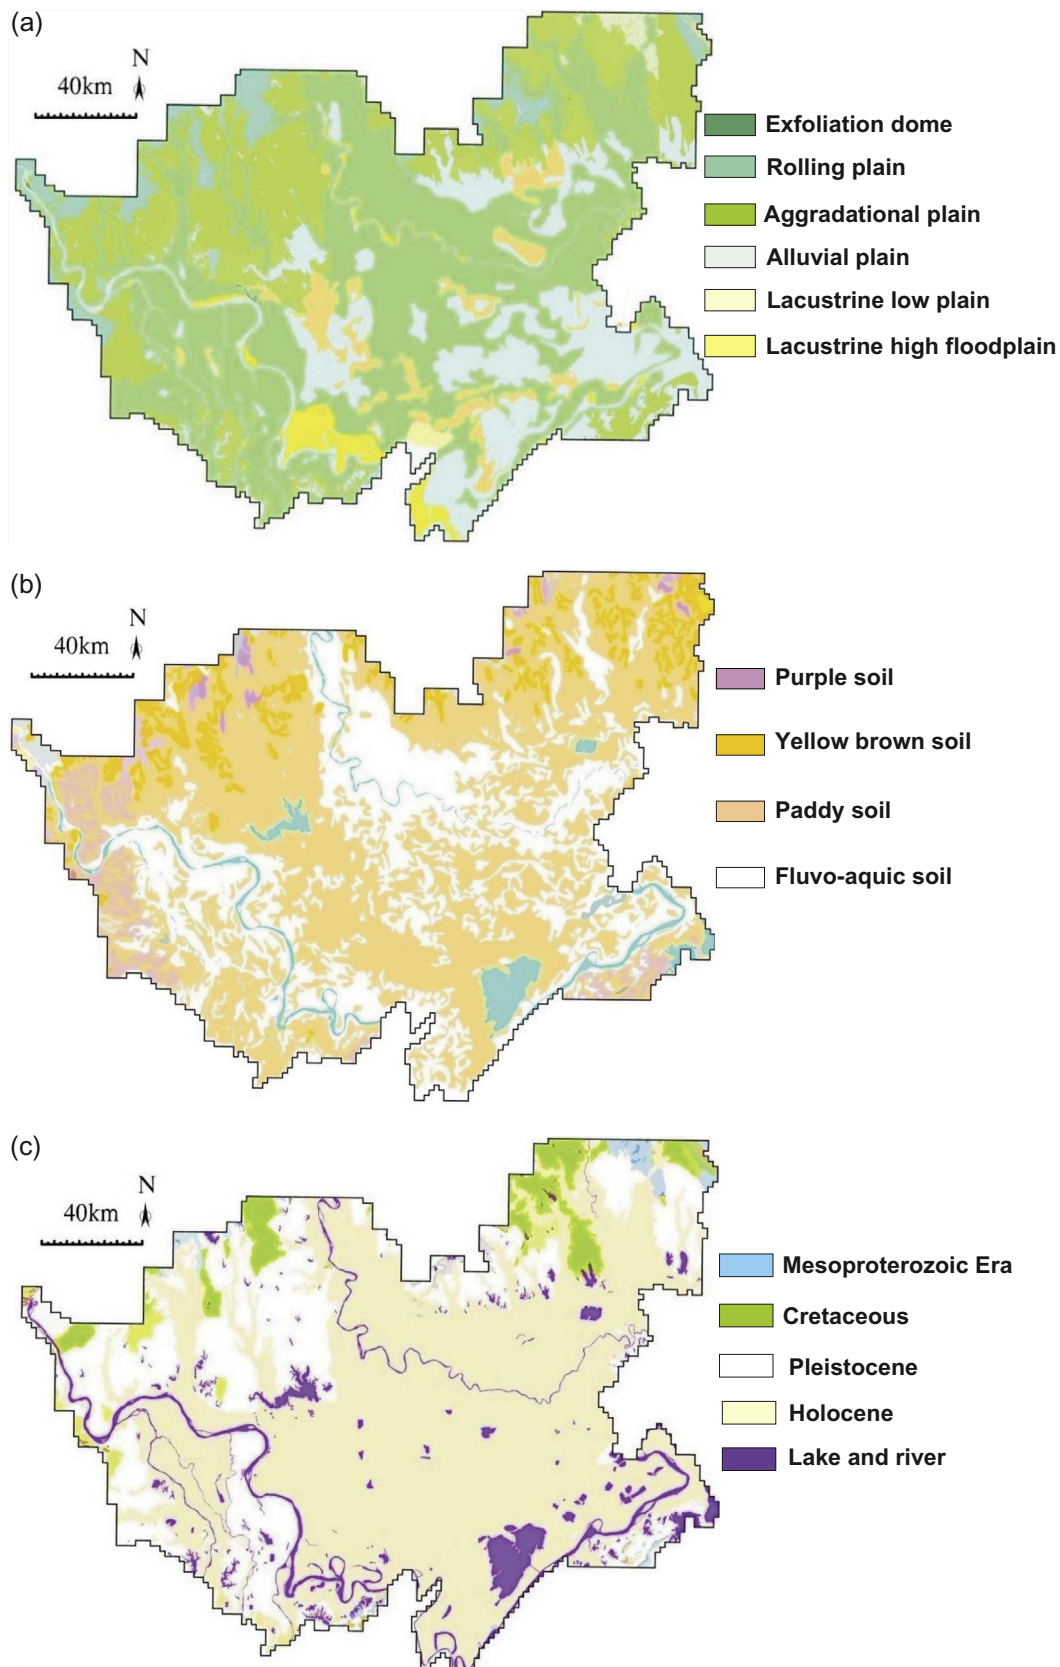 (a)
N
40km
Exfoliation dome
Rolling plain
Aggradational plain
Alluvial plain
Lacustrine low plain
Lacustrine high floodplain
(b)
N
40km
Purple soil
Yellow brown soil
Paddy soil
Fluvo-aquic soil
(c)
N
40km
Mesoproterozoic Era
Cretaceous
Pleistocene
Holocene
Lake and river